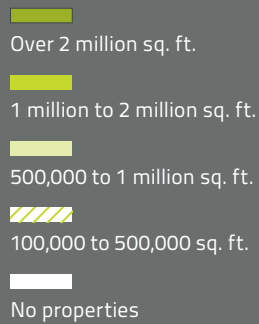 Over 2 million sq. ft.
1 million to 2 million sq. ft.
500,000 to 1 million sq. ft.
100,000 to 500,000 sq. ft.
No properties